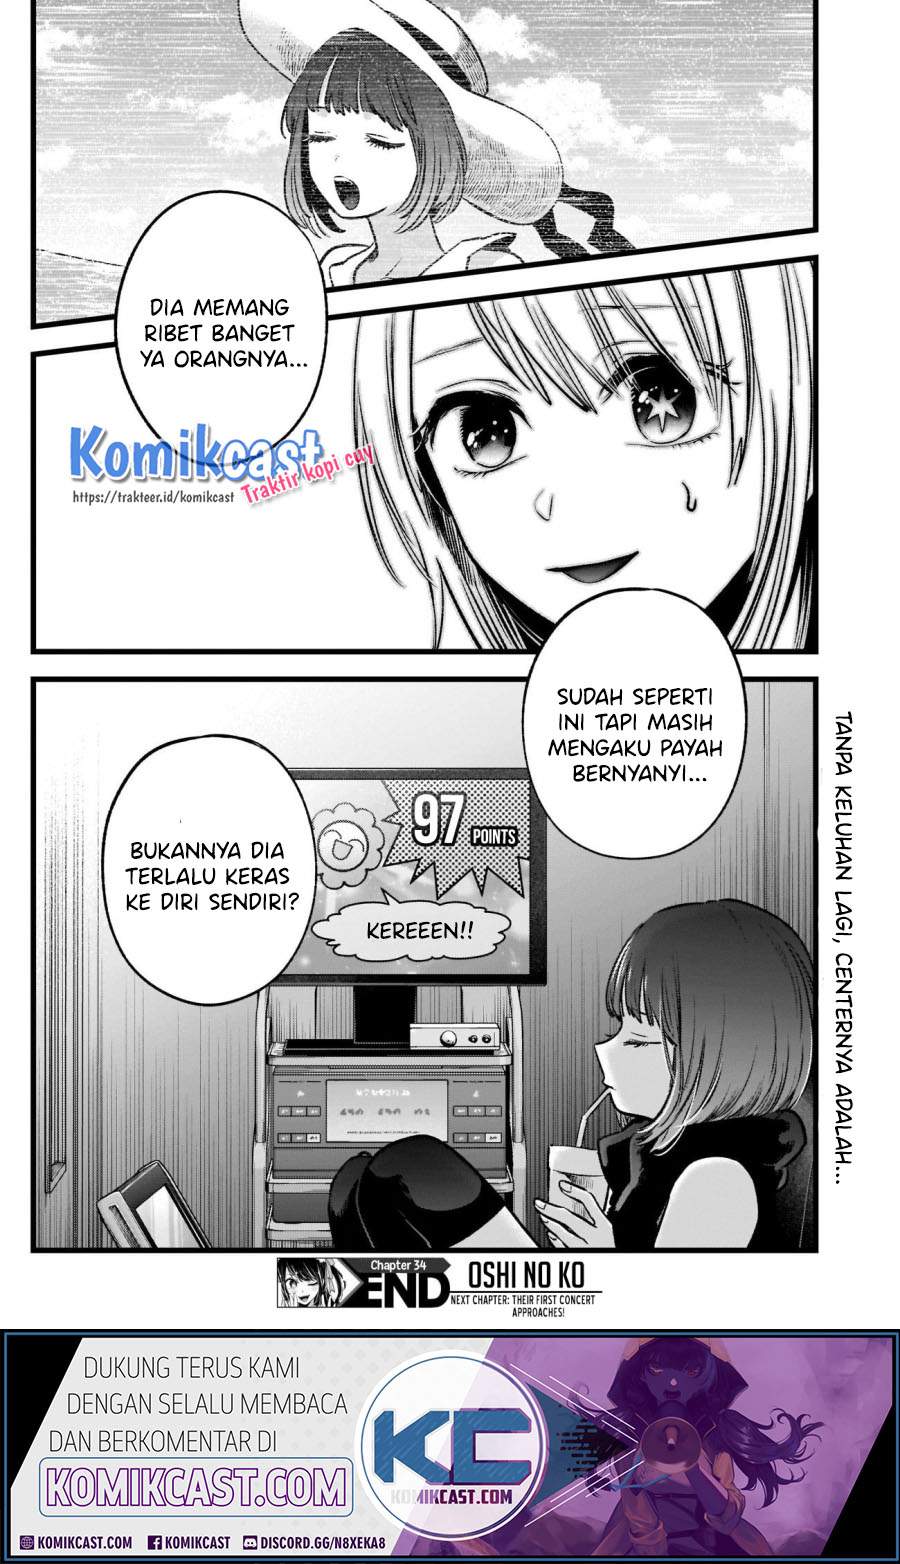 DIA MEMANG
RIBET BANGET
YA ORANGNYA...
Komikcast
Traktir kopi cuy
https://trakteer.id/komikcast
SUDAH SEPERTI
INI TAPI MASIH
MENGAKU PAYAH
BERNYANYI...
97 POINTS
KEREEEN!!
BUKANNYA DIA
TERLALU KERAS
KE DIRI SENDIRI?
TANPA KELUHAN LAGI, CENTERNYA ADALAH...
Chapter 34
END
OSHI NO KO
NEXT CHAPTER: THEIR FIRST CONCERT
APPROACHES!
DUKUNG TERUS KAMI
DENGAN SELALU MEMBACA
DAN BERKOMENTAR DI
KOMIKCAST.COM
KC
KOMIKCAST.COM
KOMIKCAST.COM KOMIKCAST DISCORD.GG/N8XEKA8